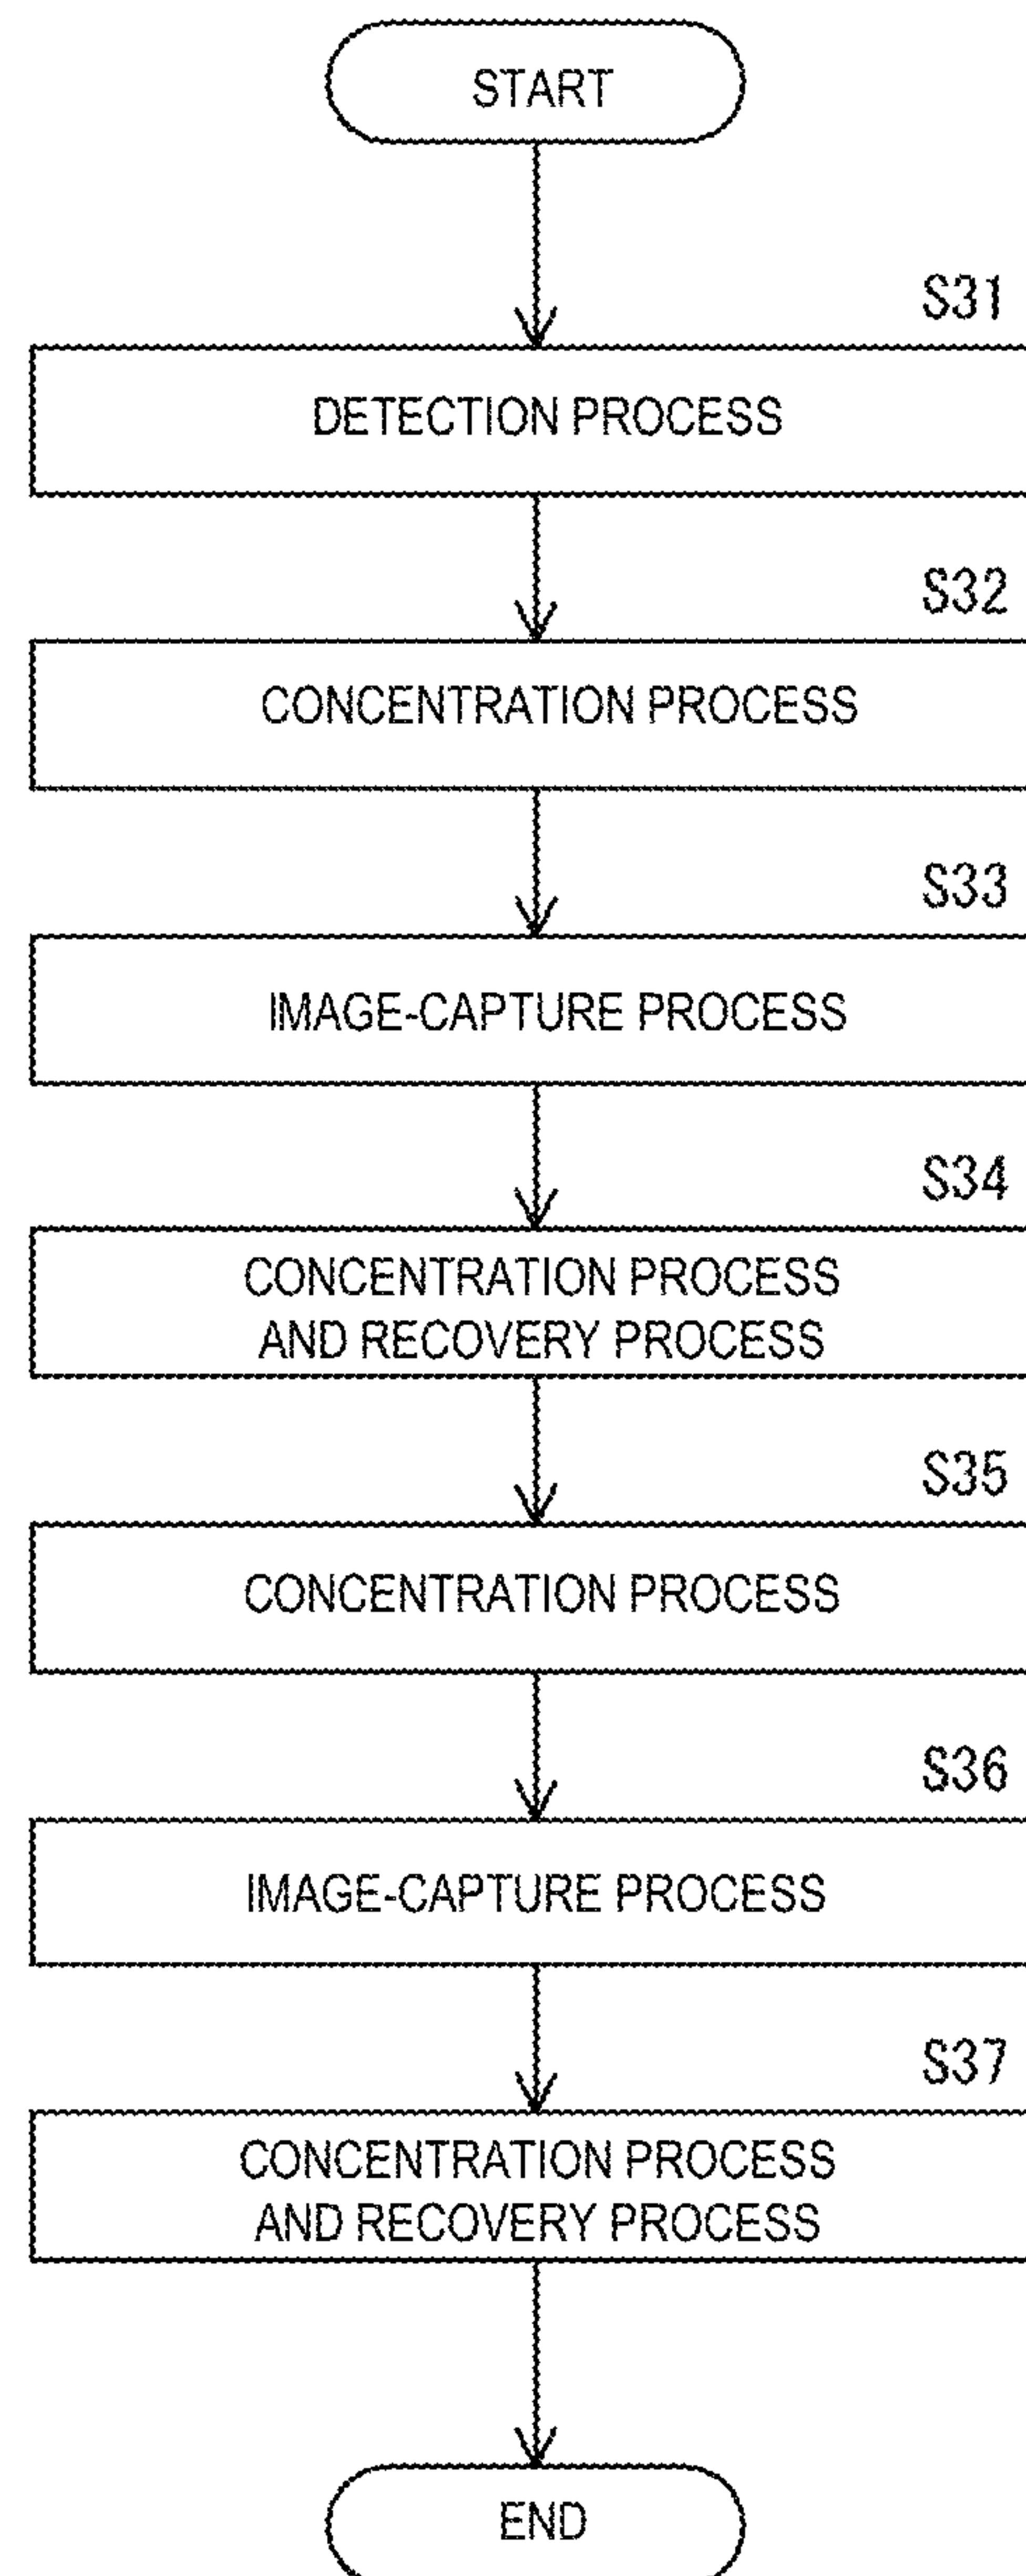 START
S31
DETECTION PROCESS
S32
CONCENTRATION PROCESS
S33
IMAGE-CAPTURE PROCESS
S34
CONCENTRATION PROCESS
AND RECOVERY PROCESS
S35
CONCENTRATION PROCESS
S36
IMAGE-CAPTURE PROCESS
S37
CONCENTRATION PROCESS
AND RECOVERY PROCESS
END